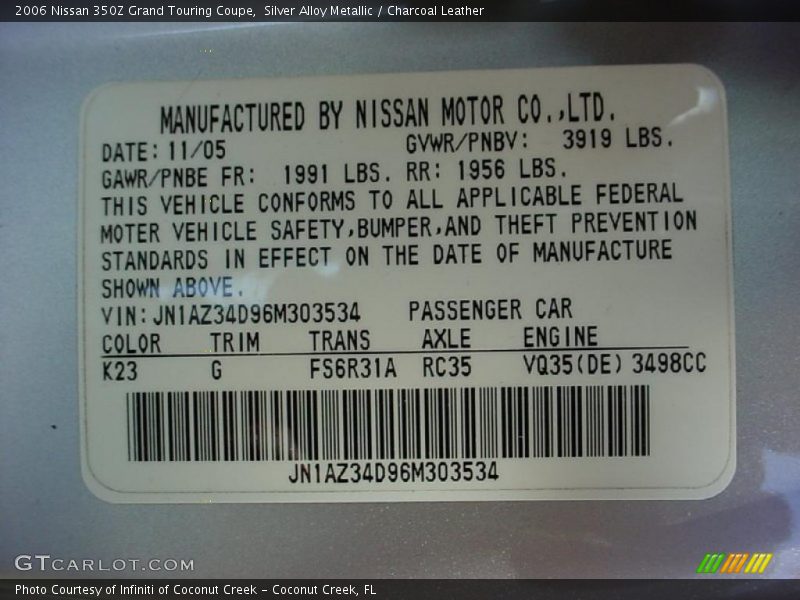 2006 Nissan 350Z Grand Touring Coupe,  Silver Alloy Metallic / Charcoal Leather
MANUFACTURED BY NISSAN MOTOR CO.,LTD.
DATE: 11/05 GVWR/PNBV: 3919 LBS.
GAWR/PNBE FR: 1991 LBS. RR: 1956 LBS.
THIS VEHICLE CONFORMS TO ALL APPLICABLE FEDERAL
MOTER VEHICLE SAFETY,BUMPER,AND THEFT PREVENTION
STANDARDS IN EFFECT ON THE DATE OF MANUFACTURE
SHOWN ABOVE.
VIN:JN1AZ34D96M303534 PASSENGER CAR
COLOR TRIM TRANS AXLE ENGINE
K23 G FS6R31A RC35 VQ35(DE) 3498CC
JN1AZ34D96M303534
GTCARLOT.COM
Photo Courtesy of Infiniti of Coconut Creek - Coconut Creek, FL